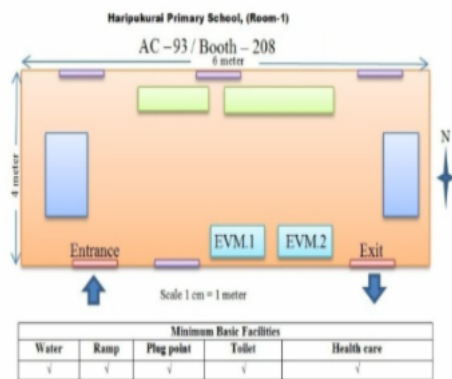 Haripukurai Primary School, (Room-1)
AC –93 / Booth – 208
6 meter
4 meter
N
EVM.1 EVM.2
Entrance Exit
Scale 1 cm = 1 meter
Minimum Basic Facilities
Water Ramp Plug point Toilet Health care
√ √ √ √ √